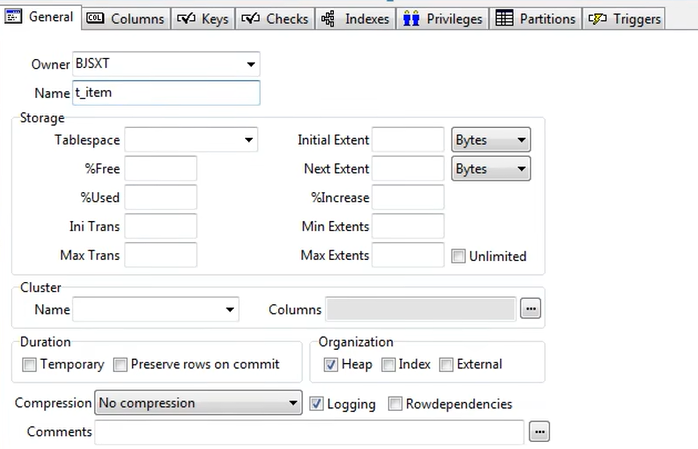 General Columns Keys Checks Indexes Privileges Partitions Triggers
Owner BJSXT
Name t_item
Storage
Tablespace Initial Extent Bytes
%Free Next Extent Bytes
%Used %Increase
Ini Trans Min Extents
Max Trans Max Extents Unlimited
Cluster
Name Columns ...
Duration Organization
Temporary Preserve rows on commit Heap Index External
Compression No compression Logging Rowdependencies
Comments ...